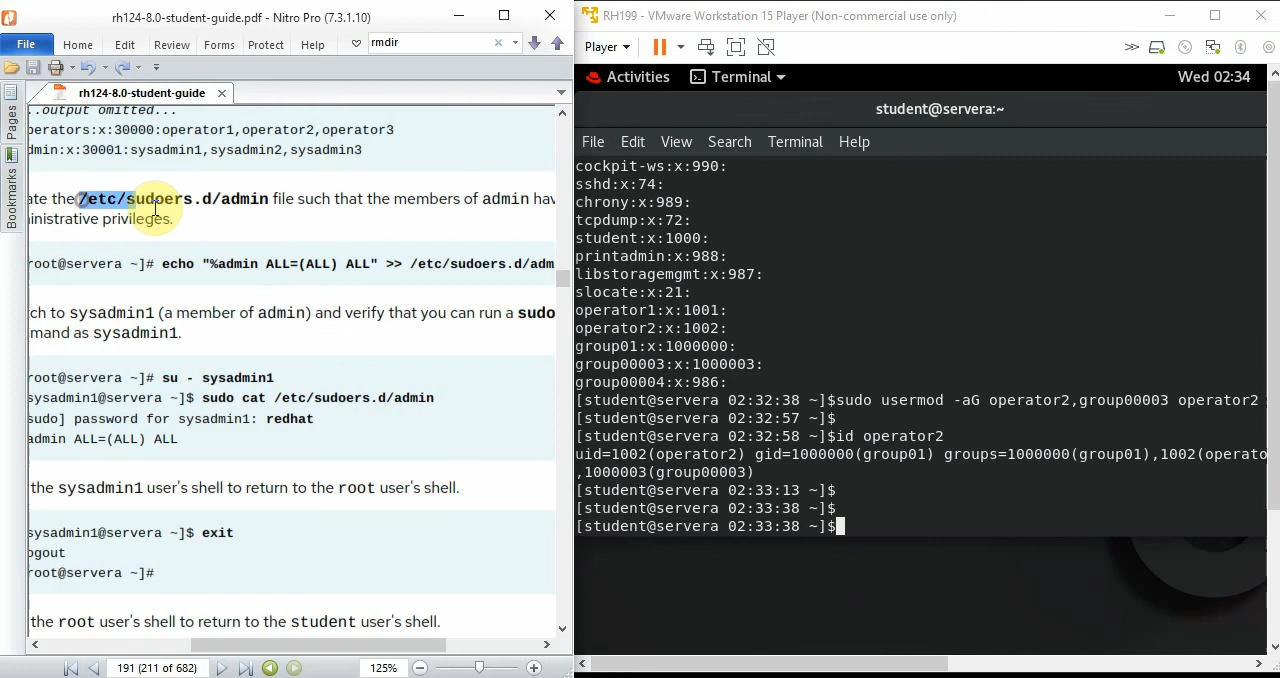 rh124-8.0-student-guide.pdf - Nitro Pro (7.3.1.10)
File Home Edit Review Forms Protect Help rmdir
rh124-8.0-student-guide
Pages
Bookmarks
..output omitted...
perators:x:30000:operator1,operator2,operator3
dmin:x:30001:sysadmin1,sysadmin2,sysadmin3
ate the /etc/sudoers.d/admin file such that the members of admin hav
inistrative privileges.
root@servera ~]# echo "%admin ALL=(ALL) ALL" >> /etc/sudoers.d/adm
ch to sysadmin1 (a member of admin) and verify that you can run a sudo
mand as sysadmin1.
root@servera ~]# su - sysadmin1
sysadmin1@servera ~]$ sudo cat /etc/sudoers.d/admin
sudo] password for sysadmin1: redhat
admin ALL=(ALL) ALL
the sysadmin1 user's shell to return to the root user's shell.
sysadmin1@servera ~]$ exit
ogout
root@servera ~]#
the root user's shell to return to the student user's shell.
191 (211 of 682) 125%
RH199 - VMware Workstation 15 Player (Non-commercial use only)
Player
Activities Terminal Wed 02:34
student@servera:~
File Edit View Search Terminal Help
cockpit-ws:x:990:
sshd:x:74:
chrony:x:989:
tcpdump:x:72:
student:x:1000:
printadmin:x:988:
libstoragemgmt:x:987:
slocate:x:21:
operator1:x:1001:
operator2:x:1002:
group01:x:1000000:
group00003:x:1000003:
group00004:x:986:
[student@servera 02:32:38 ~]$sudo usermod -aG operator2,group00003 operator2
[student@servera 02:32:57 ~]$
[student@servera 02:32:58 ~]$id operator2
uid=1002(operator2) gid=1000000(group01) groups=1000000(group01),1002(operato
,1000003(group00003)
[student@servera 02:33:13 ~]$
[student@servera 02:33:38 ~]$
[student@servera 02:33:38 ~]$